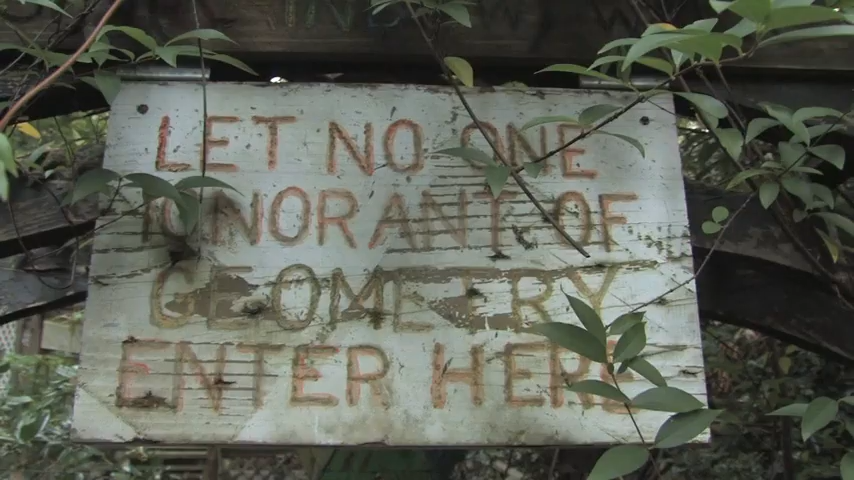 LET NO ONE
IGNORANT OF
GEOMETRY
ENTER HERE